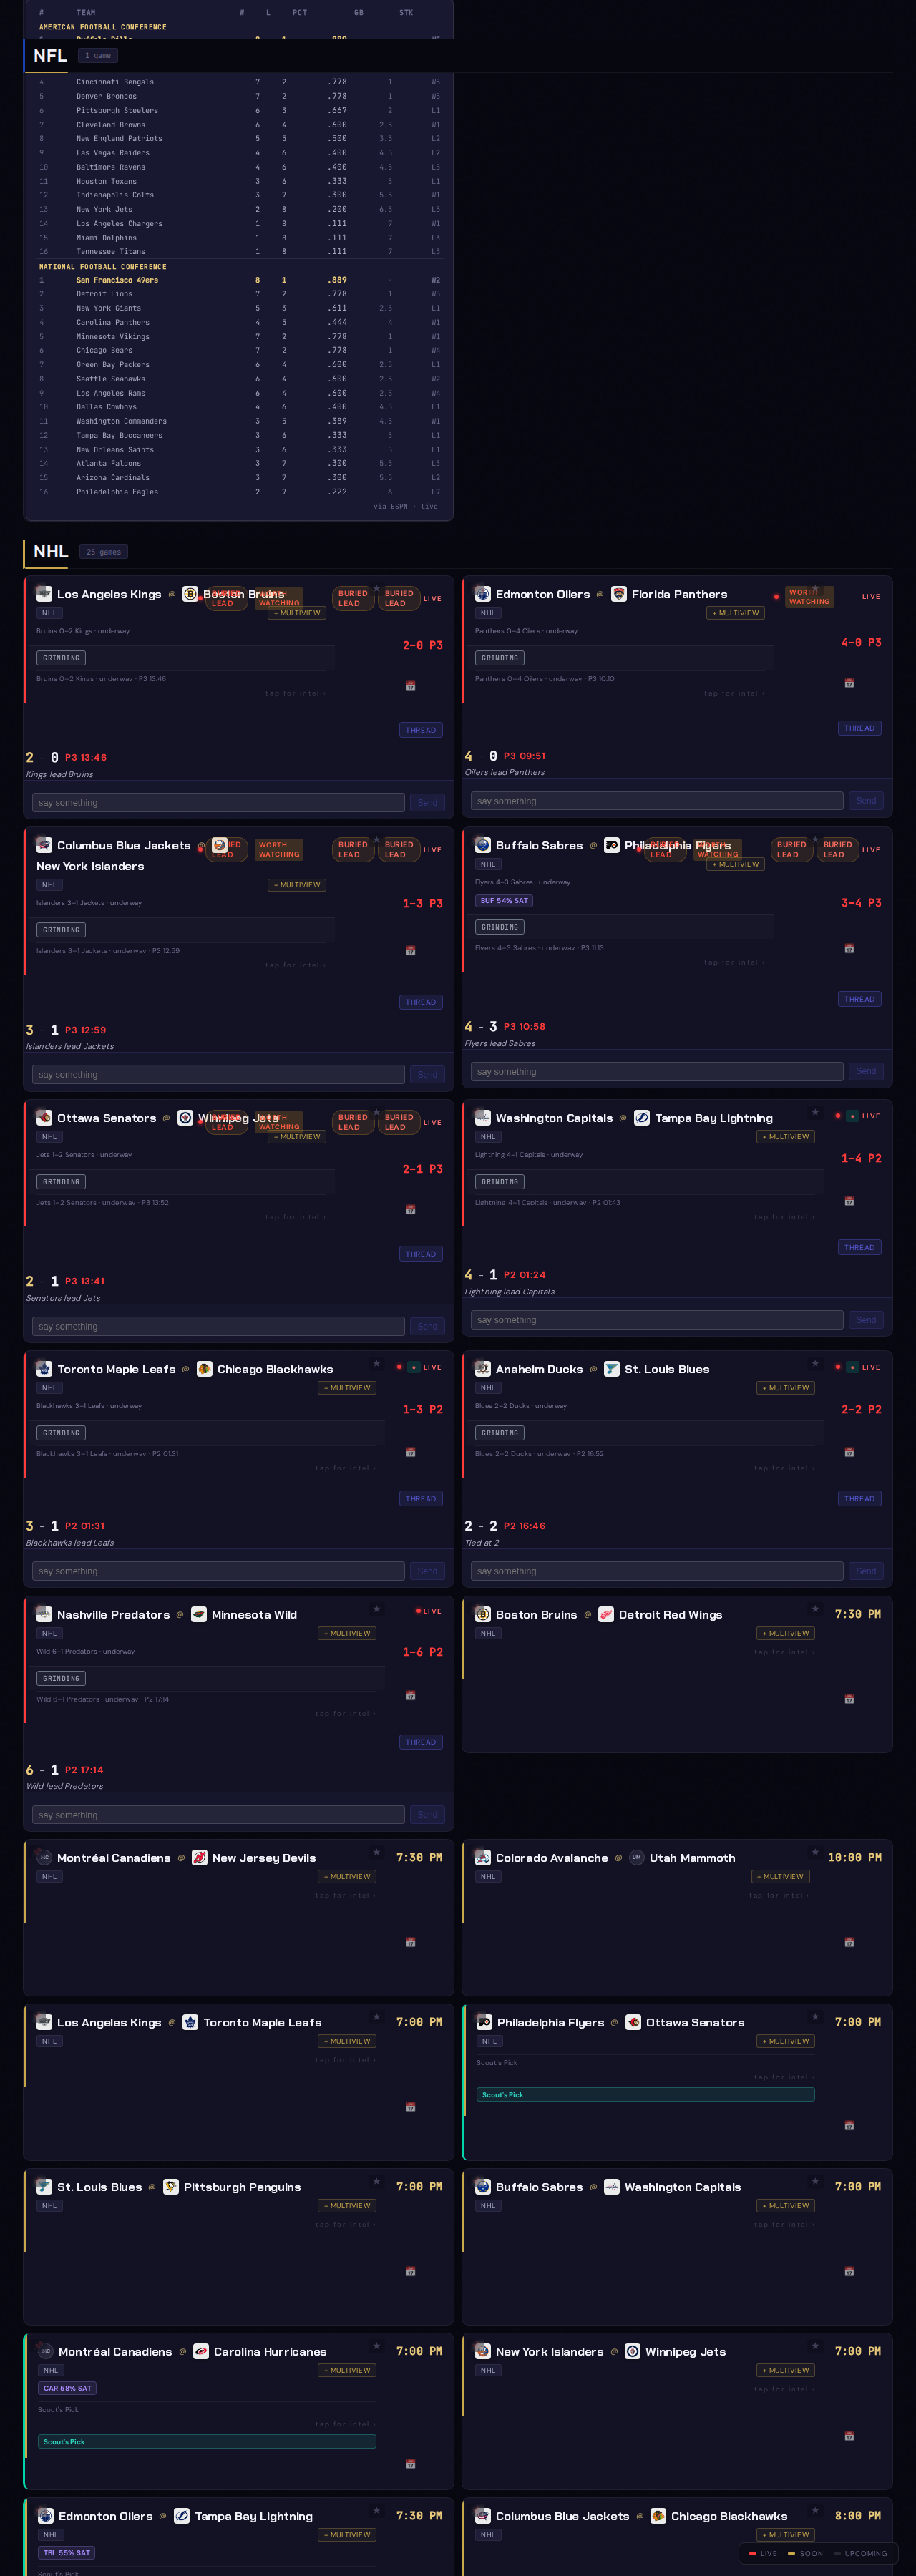 # TEAM W L PCT GB STK
AMERICAN FOOTBALL CONFERENCE
NFL 1 game
4 Cincinnati Bengals 7 2 .778 1 W5
5 Denver Broncos 7 2 .778 1 W5
6 Pittsburgh Steelers 6 3 .667 2 L1
7 Cleveland Browns 6 4 .600 2.5 W1
8 New England Patriots 5 5 .500 3.5 L2
9 Las Vegas Raiders 4 6 .400 4.5 L2
10 Baltimore Ravens 4 6 .400 4.5 L5
11 Houston Texans 3 6 .333 5 L1
12 Indianapolis Colts 3 7 .300 5.5 W1
13 New York Jets 2 8 .200 6.5 L5
14 Los Angeles Chargers 1 8 .111 7 W1
15 Miami Dolphins 1 8 .111 7 L3
16 Tennessee Titans 1 8 .111 7 L3
NATIONAL FOOTBALL CONFERENCE
1 San Francisco 49ers 8 1 .889 – W2
2 Detroit Lions 7 2 .778 1 W5
3 New York Giants 5 3 .611 2.5 L1
4 Carolina Panthers 4 5 .444 4 W1
5 Minnesota Vikings 7 2 .778 1 W1
6 Chicago Bears 7 2 .778 1 W4
7 Green Bay Packers 6 4 .600 2.5 L1
8 Seattle Seahawks 6 4 .600 2.5 W2
9 Los Angeles Rams 6 4 .600 2.5 W4
10 Dallas Cowboys 4 6 .400 4.5 L1
11 Washington Commanders 3 5 .389 4.5 W1
12 Tampa Bay Buccaneers 3 6 .333 5 L1
13 New Orleans Saints 3 6 .333 5 L1
14 Atlanta Falcons 3 7 .300 5.5 L3
15 Arizona Cardinals 3 7 .300 5.5 L2
16 Philadelphia Eagles 2 7 .222 6 L7
via ESPN · live
NHL 25 games
Los Angeles Kings @ Boston Bruins
WORTH WATCHING
BURIED LEAD
BURIED LEAD
LIVE
NHL
+ MULTIVIEW
Bruins 0–2 Kings · underway
2–0 P3
GRINDING
Bruins 0–2 Kings · underway · P3 13:46
tap for intel ›
THREAD
2 – 0 P3 13:46
Kings lead Bruins
say something
Send
Edmonton Oilers @ Florida Panthers
WORTH WATCHING
LIVE
NHL
+ MULTIVIEW
Panthers 0–4 Oilers · underway
4–0 P3
GRINDING
Panthers 0–4 Oilers · underway · P3 10:10
tap for intel ›
THREAD
4 – 0 P3 09:51
Oilers lead Panthers
say something
Send
Columbus Blue Jackets @
New York Islanders
WORTH WATCHING
BURIED LEAD
BURIED LEAD
LIVE
NHL
+ MULTIVIEW
Islanders 3–1 Jackets · underway
1–3 P3
GRINDING
Islanders 3–1 Jackets · underway · P3 12:59
tap for intel ›
THREAD
3 – 1 P3 12:59
Islanders lead Jackets
say something
Send
Buffalo Sabres @ Philadelphia Flyers
WATCHING
BURIED LEAD
BURIED LEAD
LIVE
NHL
+ MULTIVIEW
Flyers 4–3 Sabres · underway
3–4 P3
BUF 54% SAT
GRINDING
Flyers 4–3 Sabres · underway · P3 11:13
tap for intel ›
THREAD
4 – 3 P3 10:58
Flyers lead Sabres
say something
Send
Ottawa Senators @ Winnipeg Jets
WATCHING
BURIED LEAD
BURIED LEAD
LIVE
NHL
+ MULTIVIEW
Jets 1–2 Senators · underway
2–1 P3
GRINDING
Jets 1–2 Senators · underway · P3 13:52
tap for intel ›
THREAD
2 – 1 P3 13:41
Senators lead Jets
say something
Send
Washington Capitals @ Tampa Bay Lightning
LIVE
NHL
+ MULTIVIEW
Lightning 4–1 Capitals · underway
1–4 P2
GRINDING
Lightning 4–1 Capitals · underway · P2 01:43
tap for intel ›
THREAD
4 – 1 P2 01:24
Lightning lead Capitals
say something
Send
Toronto Maple Leafs @ Chicago Blackhawks
LIVE
NHL
+ MULTIVIEW
Blackhawks 3–1 Leafs · underway
1–3 P2
GRINDING
Blackhawks 3–1 Leafs · underway · P2 01:31
tap for intel ›
THREAD
3 – 1 P2 01:31
Blackhawks lead Leafs
say something
Send
Anaheim Ducks @ St. Louis Blues
LIVE
NHL
+ MULTIVIEW
Blues 2–2 Ducks · underway
2–2 P2
GRINDING
Blues 2–2 Ducks · underway · P2 16:52
tap for intel ›
THREAD
2 – 2 P2 16:46
Tied at 2
say something
Send
Nashville Predators @ Minnesota Wild
LIVE
NHL
+ MULTIVIEW
Wild 6–1 Predators · underway
1–6 P2
GRINDING
Wild 6–1 Predators · underway · P2 17:14
tap for intel ›
THREAD
6 – 1 P2 17:14
Wild lead Predators
say something
Send
Boston Bruins @ Detroit Red Wings 7:30 PM
NHL
+ MULTIVIEW
tap for intel ›
Montréal Canadiens @ New Jersey Devils 7:30 PM
NHL
+ MULTIVIEW
tap for intel ›
Colorado Avalanche @ UM Utah Mammoth 10:00 PM
NHL
+ MULTIVIEW
tap for intel ›
Los Angeles Kings @ Toronto Maple Leafs 7:00 PM
NHL
+ MULTIVIEW
tap for intel ›
Philadelphia Flyers @ Ottawa Senators 7:00 PM
NHL
+ MULTIVIEW
Scout's Pick
tap for intel ›
Scout's Pick
St. Louis Blues @ Pittsburgh Penguins 7:00 PM
NHL
+ MULTIVIEW
tap for intel ›
Buffalo Sabres @ Washington Capitals 7:00 PM
NHL
+ MULTIVIEW
tap for intel ›
Montréal Canadiens @ Carolina Hurricanes 7:00 PM
NHL
+ MULTIVIEW
CAR 58% SAT
Scout's Pick
tap for intel ›
Scout's Pick
New York Islanders @ Winnipeg Jets 7:00 PM
NHL
+ MULTIVIEW
tap for intel ›
Edmonton Oilers @ Tampa Bay Lightning 7:30 PM
NHL
+ MULTIVIEW
TBL 55% SAT
Scout's Pick
Columbus Blue Jackets @ Chicago Blackhawks 8:00 PM
NHL
+ MULTIVIEW
LIVE SOON UPCOMING